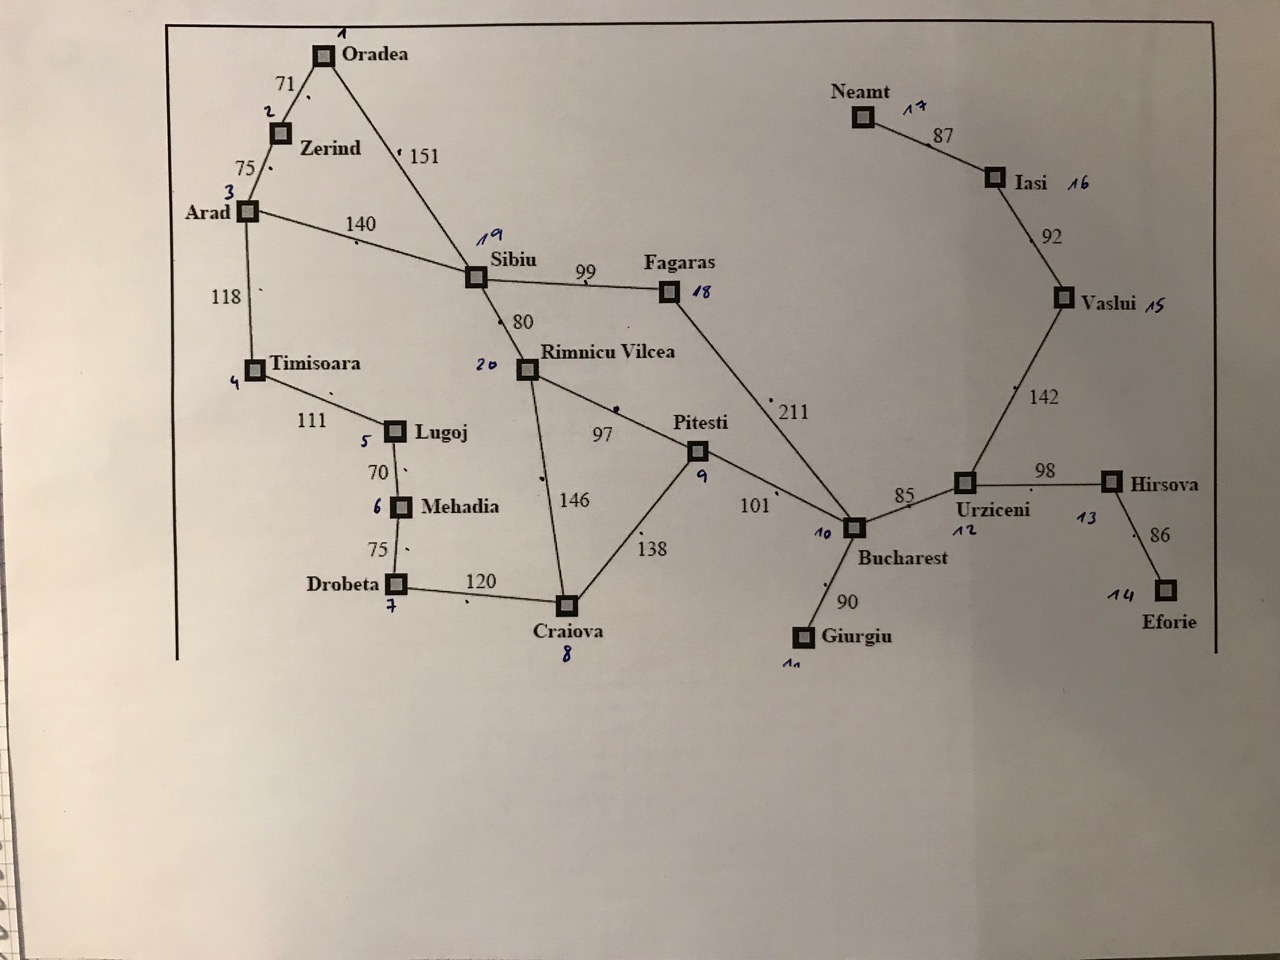 1
Oradea
71
Neamt
17
2
87
Zerind
151
75
Iasi 16
3
Arad
140
19
92
Sibiu
Fagaras
99
18
118
Vaslui 15
80
Rimnicu Vilcea
20
Timisoara
4
142
211
111
Pitesti
97
5
Lugoj
9
70
98
Hirsova
146
101
85
6
Mehadia
Urziceni
13
12
10
86
75
138
Bucharest
Drobeta
120
7
14
90
Eforie
Craiova
Giurgiu
8
11